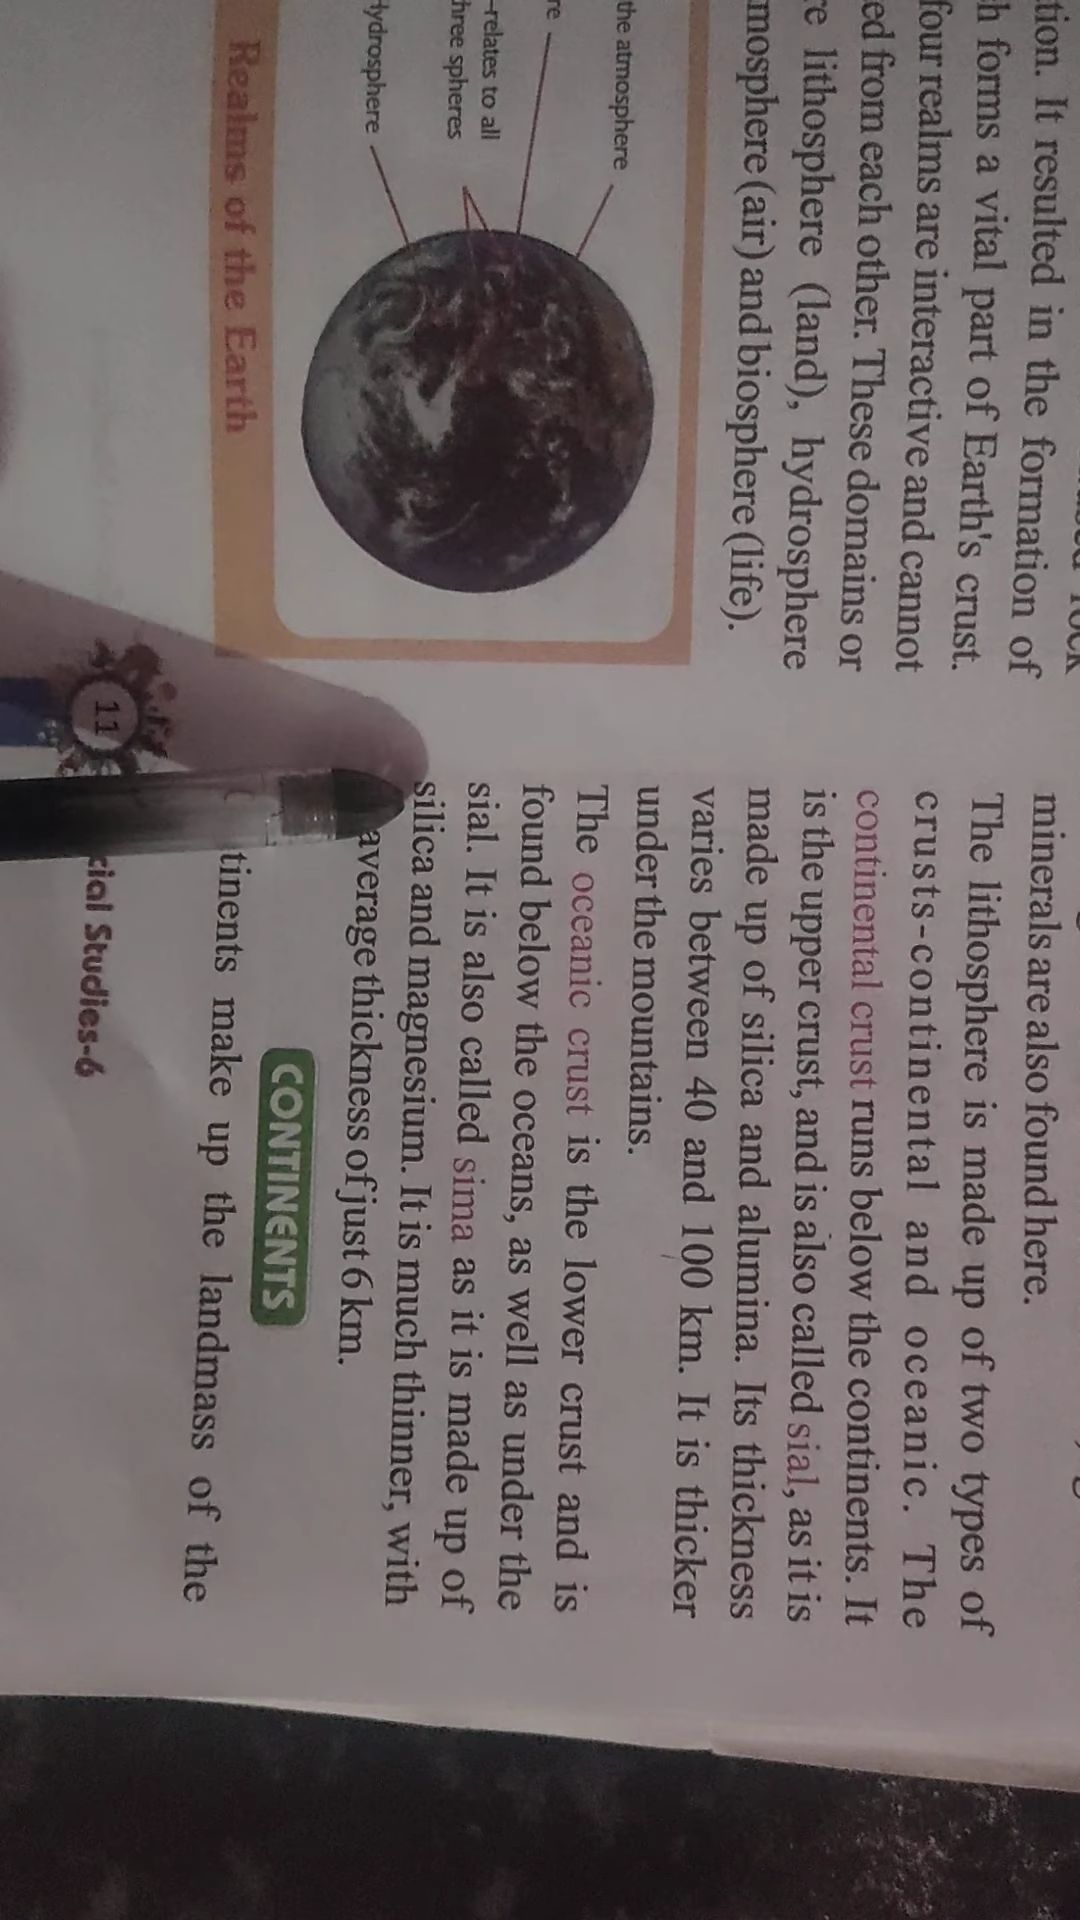 tion. It resulted in the formation of
h forms a vital part of Earth's crust.
four realms are interactive and cannot
ed from each other. These domains or
re lithosphere (land), hydrosphere
mosphere (air) and biosphere (life).
the atmosphere
re
-relates to all
hree spheres
Hydrosphere
Realms of the Earth
minerals are also found here.
The lithosphere is made up of two types of
crusts-continental and oceanic. The
continental crust runs below the continents. It
is the upper crust, and is also called sial, as it is
made up of silica and alumina. Its thickness
varies between 40 and 100 km. It is thicker
under the mountains.
The oceanic crust is the lower crust and is
found below the oceans, as well as under the
sial. It is also called sima as it is made up of
silica and magnesium. It is much thinner, with
average thickness of just 6 km.
CONTINENTS
tinents make up the landmass of the
11
cial Studies-6